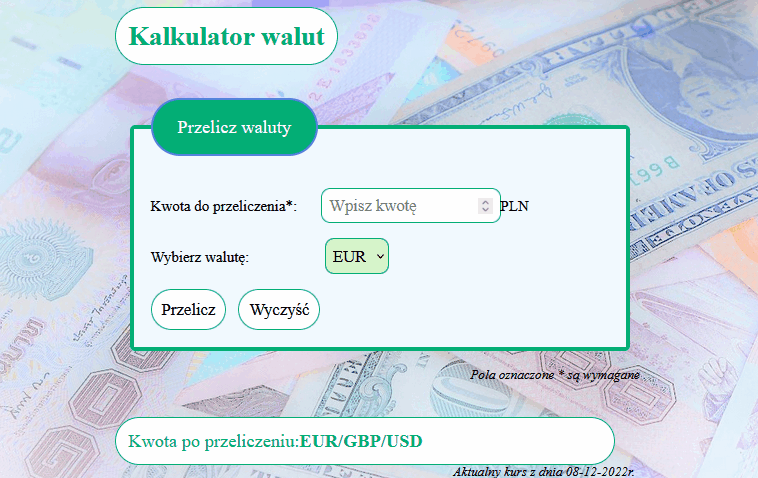 Kalkulator walut
Przelicz waluty
Kwota do przeliczenia*: Wpisz kwotę PLN
Wybierz walutę: EUR
Przelicz Wyczyść
Pola oznaczone * są wymagane
Kwota po przeliczeniu:EUR/GBP/USD
Aktualny kurs z dnia 08-12-2022r.